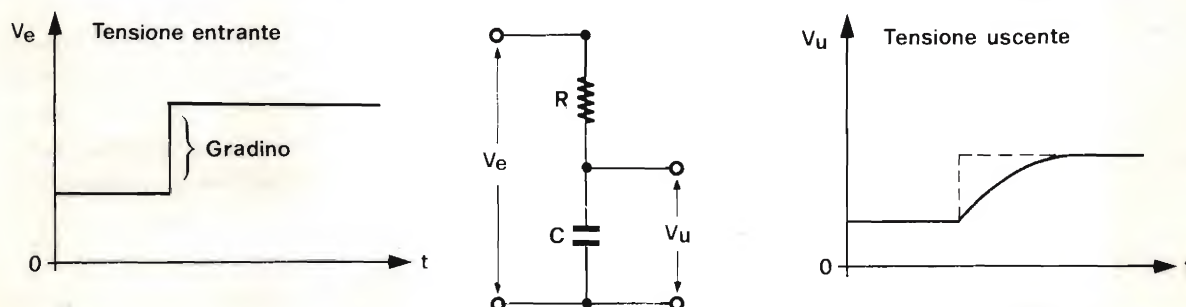 Ve Tensione entrante
Gradino
0
t
R
Ve
C
Vu
Vu Tensione uscente
0
t